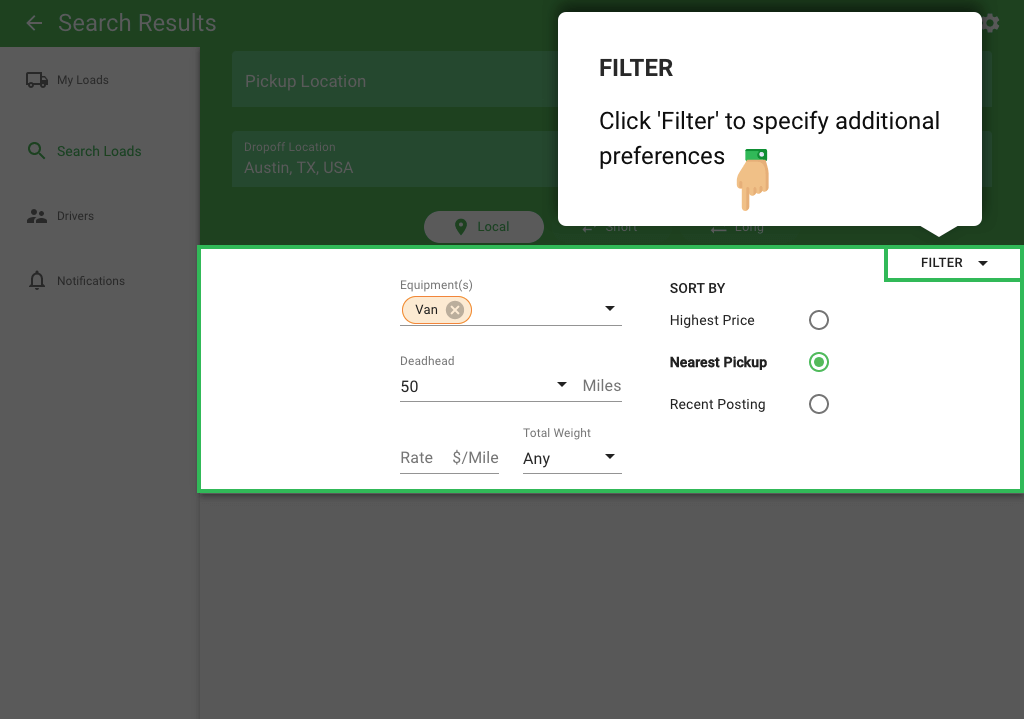 Search Results
My Loads
Search Loads
Drivers
Notifications
Pickup Location
Dropoff Location
Austin, TX, USA
Local
Short
Long
FILTER
Click 'Filter' to specify additional
preferences
FILTER
Equipment(s)
Van
Deadhead
50 Miles
Rate $/Mile
Total Weight
Any
SORT BY
Highest Price
Nearest Pickup
Recent Posting